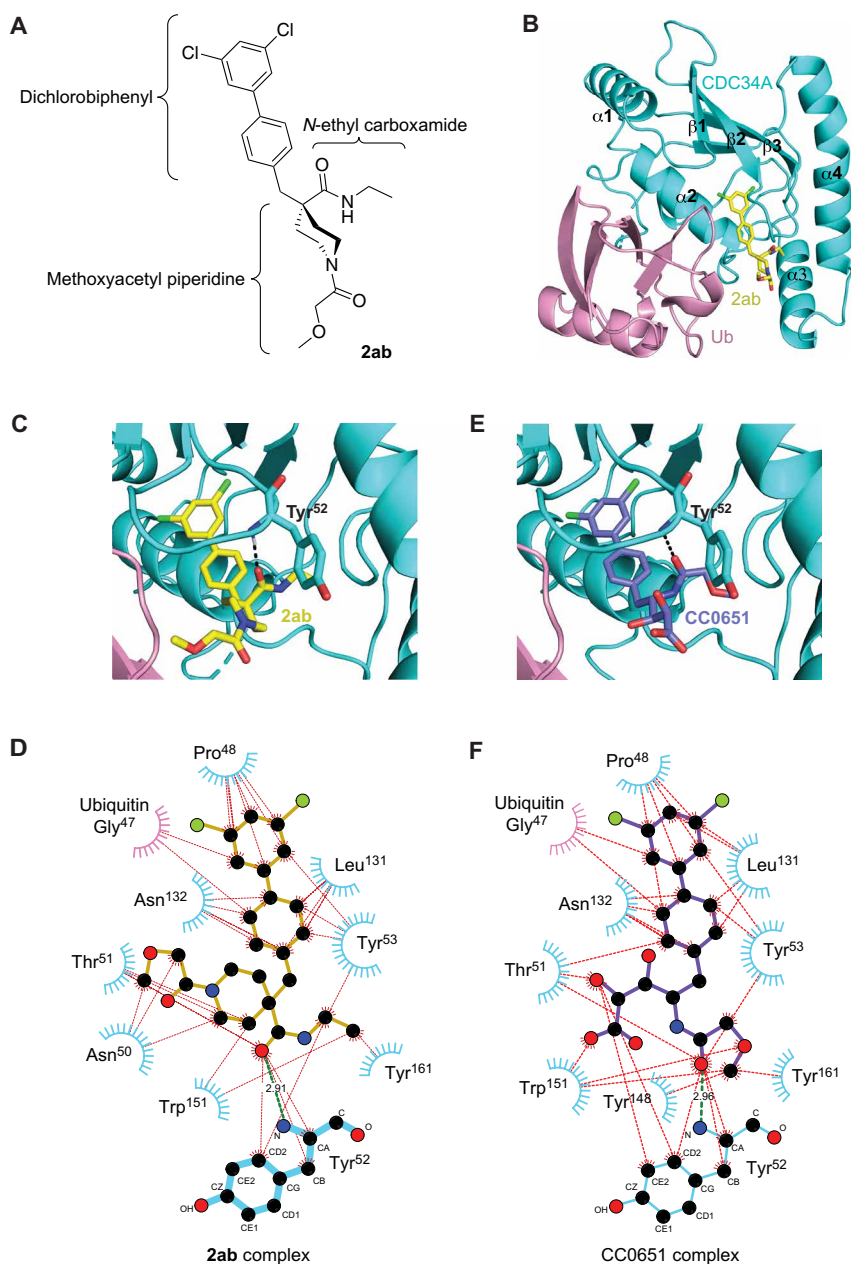 A
Cl
Cl
Dichlorobiphenyl
N-ethyl carboxamide
O
NH
Methoxyacetyl piperidine
N
O
O
2ab
B
CDC34A
α1
β1
β2
β3
α4
α2
α3
2ab
Ub
C
Tyr⁵²
2ab
E
Tyr⁵²
CC0651
D
Pro⁴⁸
Ubiquitin
Gly⁴⁷
Leu¹³¹
Asn¹³²
Tyr⁵³
Thr⁵¹
Asn⁵⁰
Tyr¹⁶¹
Trp¹⁵¹
2.91
N
C
O
CA
Tyr⁵²
CD2
CB
CE2
CZ
CG
OH
CD1
CE1
2ab complex
F
Pro⁴⁸
Ubiquitin
Gly⁴⁷
Leu¹³¹
Asn¹³²
Tyr⁵³
Thr⁵¹
Trp¹⁵¹
Tyr¹⁴⁸
Tyr¹⁶¹
2.96
N
C
O
CA
Tyr⁵²
CD2
CB
CE2
CZ
CG
OH
CD1
CE1
CC0651 complex